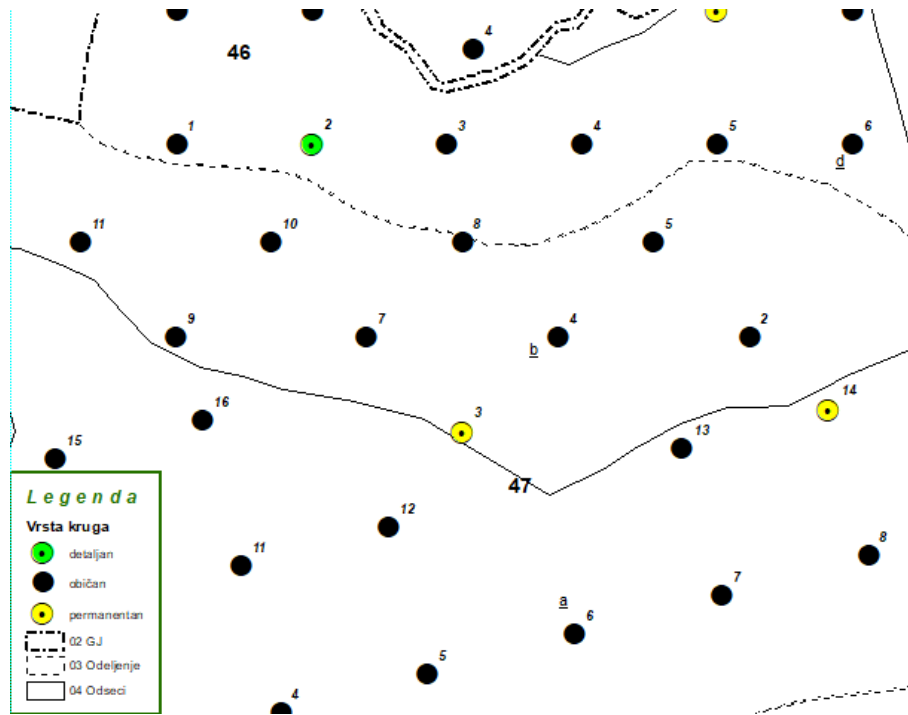 46
4
1
2
3
4
5
6
d
11
10
8
5
9
7
4
2
b
16
3
14
15
13
47
12
11
8
7
a
6
5
4
Legenda
Vrsta kruga
detaljan
običan
permanentan
02 GJ
03 Odeljenje
04 Odseci